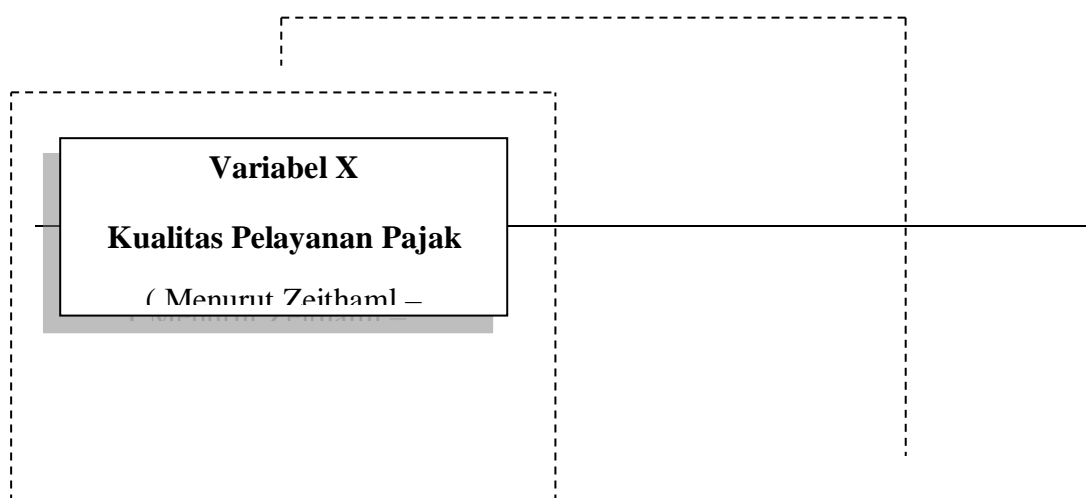 Variabel X
Kualitas Pelayanan Pajak
( Menurut Zeithaml –